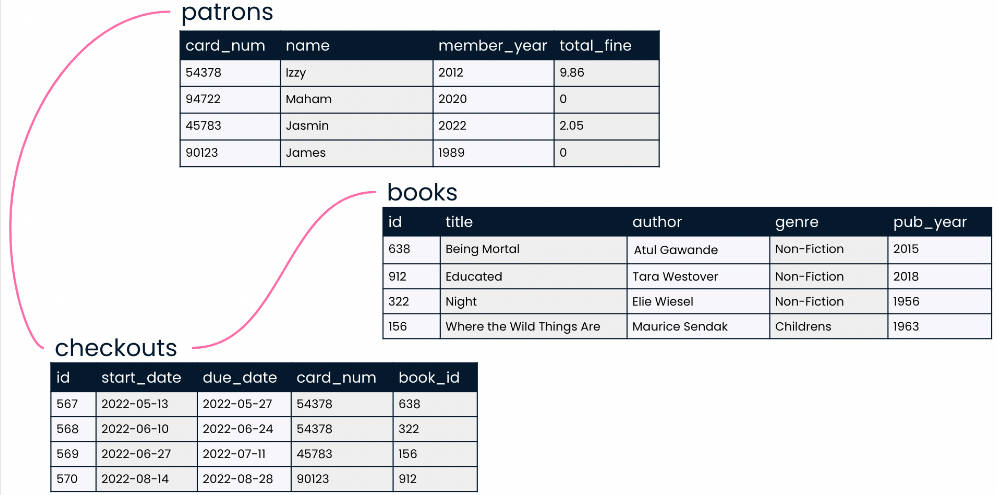 patrons
card_num name member_year total_fine
54378 Izzy 2012 9.86
94722 Maham 2020 0
45783 Jasmin 2022 2.05
90123 James 1989 0
books
id title author genre pub_year
638 Being Mortal Atul Gawande Non-Fiction 2015
912 Educated Tara Westover Non-Fiction 2018
322 Night Elie Wiesel Non-Fiction 1956
156 Where the Wild Things Are Maurice Sendak Childrens 1963
checkouts
id start_date due_date card_num book_id
567 2022-05-13 2022-05-27 54378 638
568 2022-06-10 2022-06-24 54378 322
569 2022-06-27 2022-07-11 45783 156
570 2022-08-14 2022-08-28 90123 912